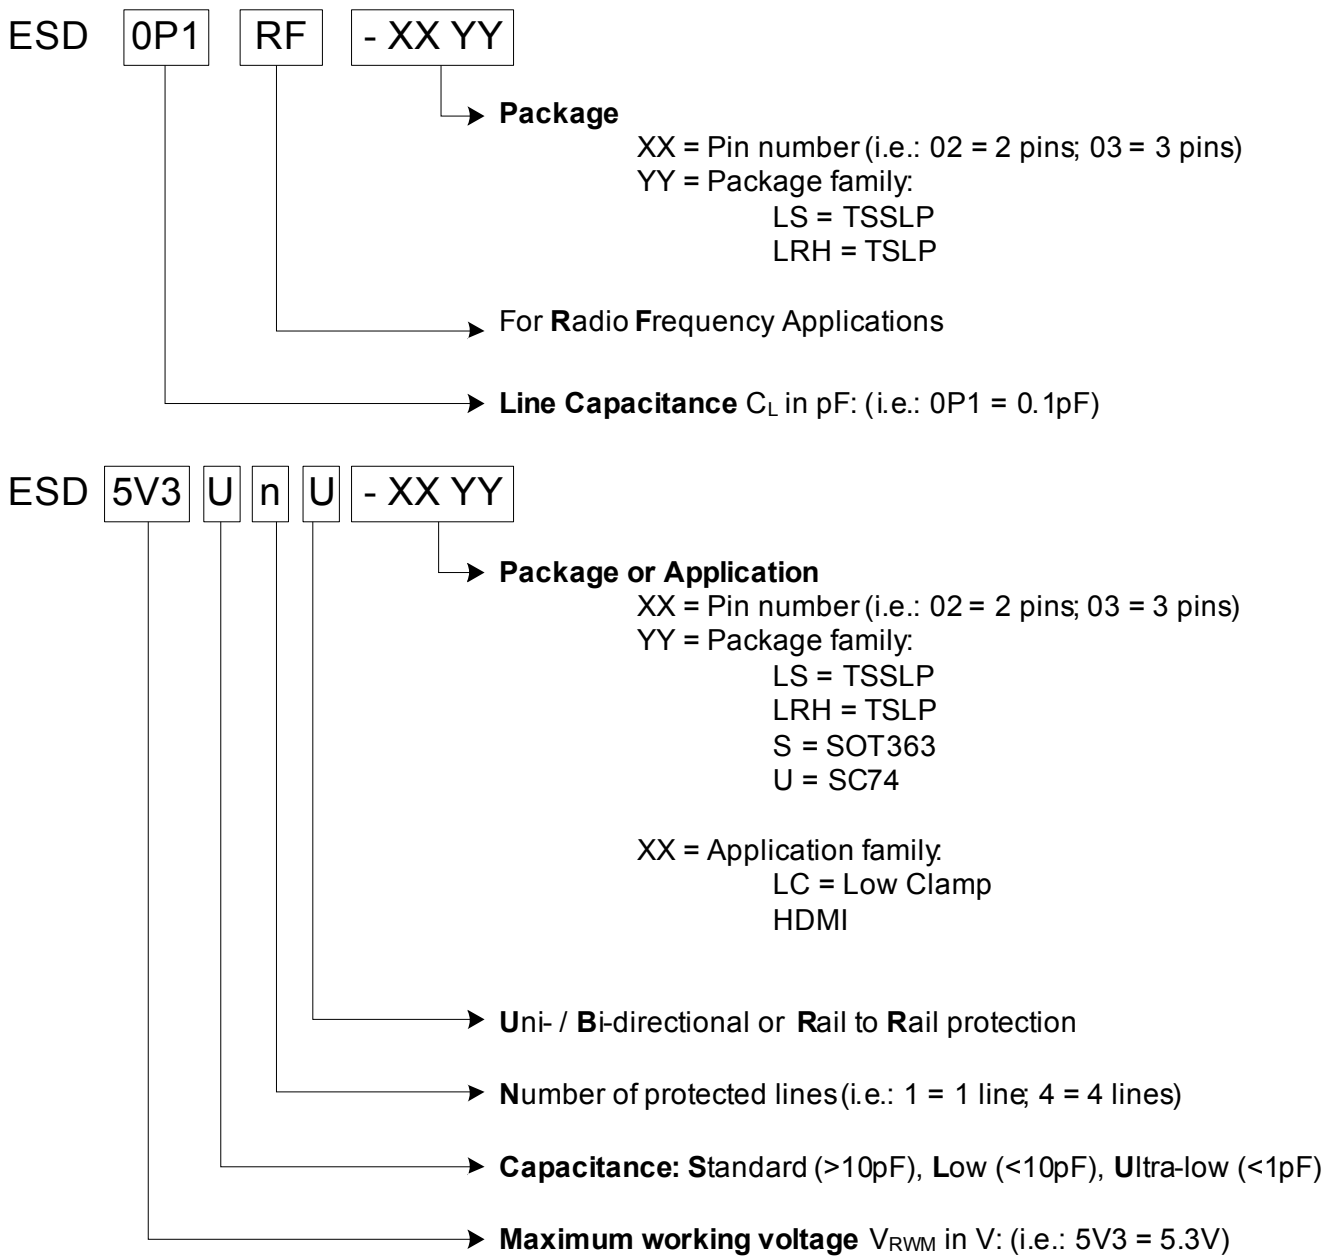 ESD 0P1 RF - XX YY
Package
XX = Pin number (i.e.: 02 = 2 pins; 03 = 3 pins)
YY = Package family:
LS = TSSLP
LRH = TSLP
For Radio Frequency Applications
Line Capacitance CL in pF: (i.e.: 0P1 = 0.1pF)
ESD 5V3 U n U - XX YY
Package or Application
XX = Pin number (i.e.: 02 = 2 pins; 03 = 3 pins)
YY = Package family:
LS = TSSLP
LRH = TSLP
S = SOT363
U = SC74
XX = Application family:
LC = Low Clamp
HDMI
Uni- / Bi-directional or Rail to Rail protection
Number of protected lines (i.e.: 1 = 1 line; 4 = 4 lines)
Capacitance: Standard (>10pF), Low (<10pF), Ultra-low (<1pF)
Maximum working voltage VRWM in V: (i.e.: 5V3 = 5.3V)